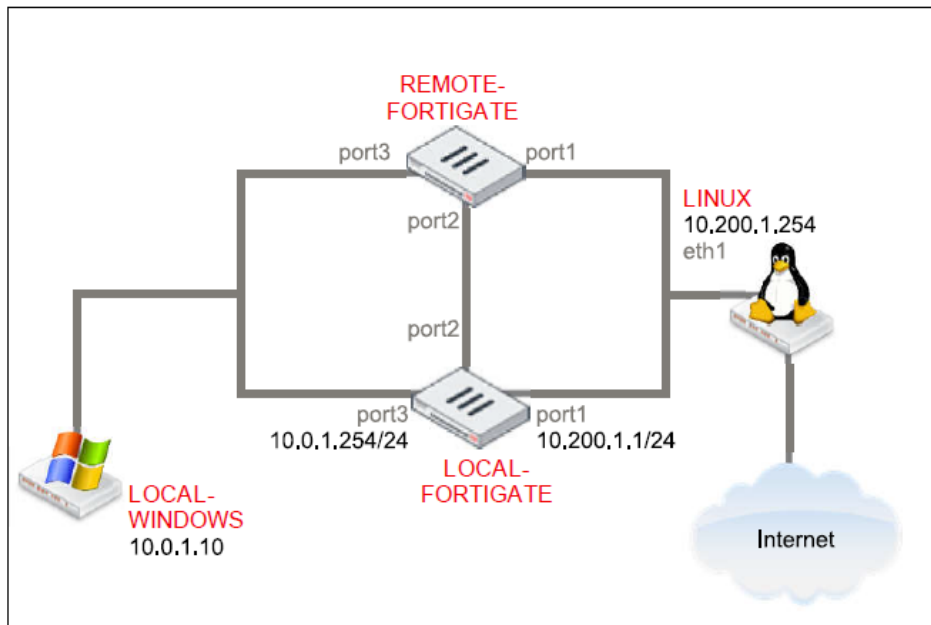 REMOTE-
FORTIGATE
port3
port1
port2
LINUX
10.200.1.254
eth1
port2
port3
10.0.1.254/24
port1
10.200.1.1/24
LOCAL-
FORTIGATE
LOCAL-
WINDOWS
10.0.1.10
Internet